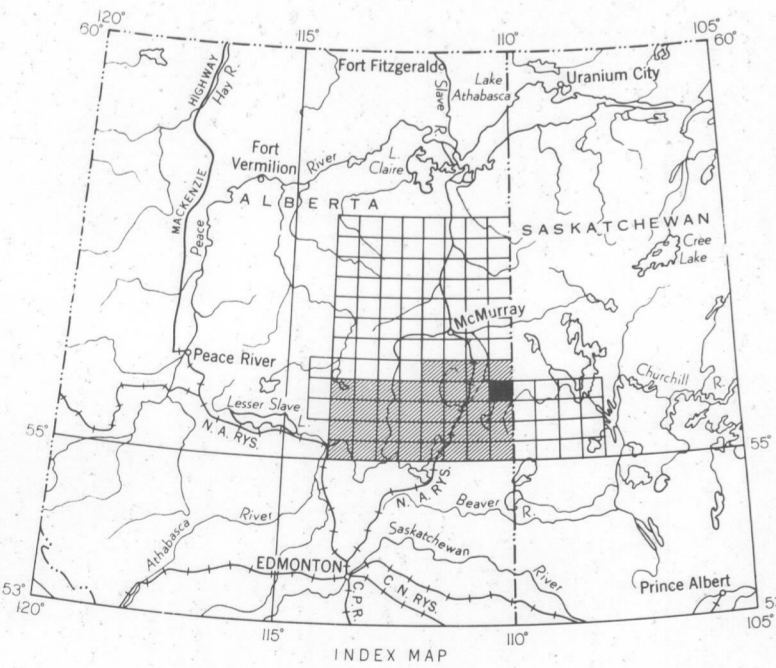 120°
115°
110°
105°
60°
60°
HIGHWAY
Hay R.
Fort Fitzgerald
Slave R.
Lake
Athabasca
Uranium City
Fort
Vermilion
River
L.
Claire
MACKENZIE
Peace
ALBERTA
SASKATCHEWAN
Cree
Lake
McMurray
Peace River
Churchill
R.
Lesser Slave
L.
N. A. RYS.
55°
55°
N. A. RYS.
Beaver
R.
Athabasca
River
Saskatchewan
River
EDMONTON
C. N. RYS.
C.P.R.
Prince Albert
53°
120°
115°
110°
105°
INDEX MAP